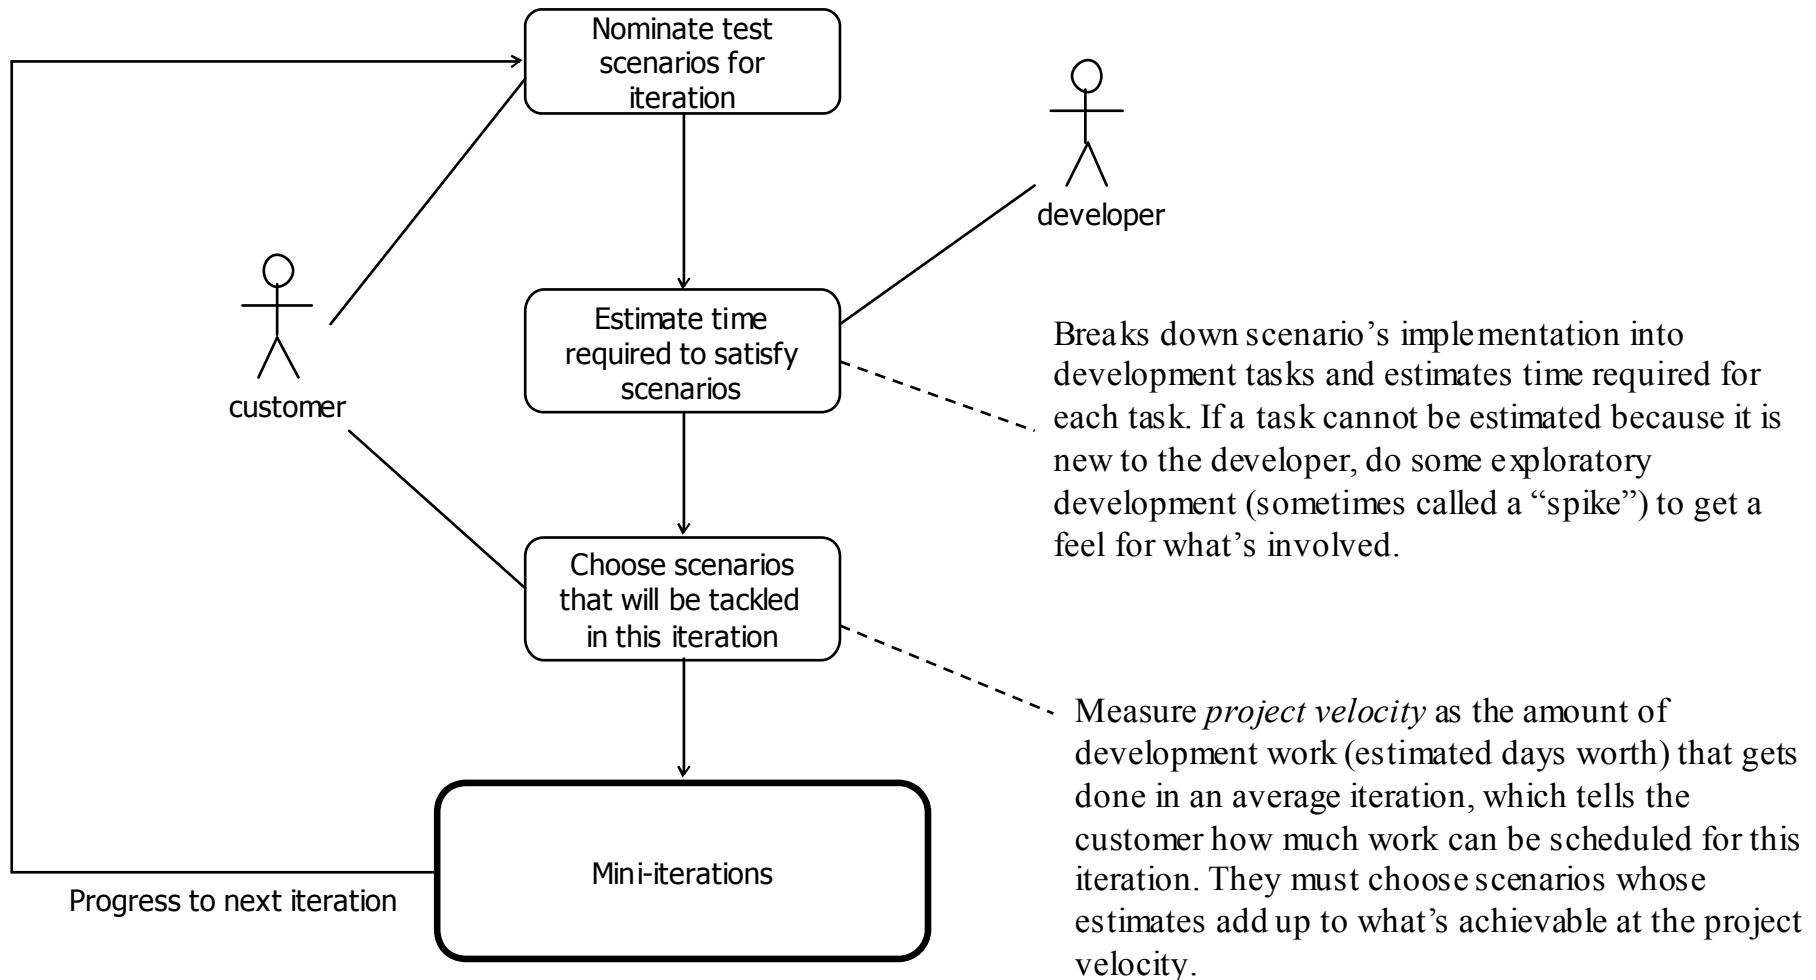 Nominate test
scenarios for
iteration
developer
customer
Estimate time
required to satisfy
scenarios
Breaks down scenario’s implementation into
development tasks and estimates time required for
each task. If a task cannot be estimated because it is
new to the developer, do some exploratory
development (sometimes called a “spike”) to get a
feel for what’s involved.
Choose scenarios
that will be tackled
in this iteration
Measure project velocity as the amount of
development work (estimated days worth) that gets
done in an average iteration, which tells the
customer how much work can be scheduled for this
iteration. They must choose scenarios whose
estimates add up to what’s achievable at the project
velocity.
Mini-iterations
Progress to next iteration